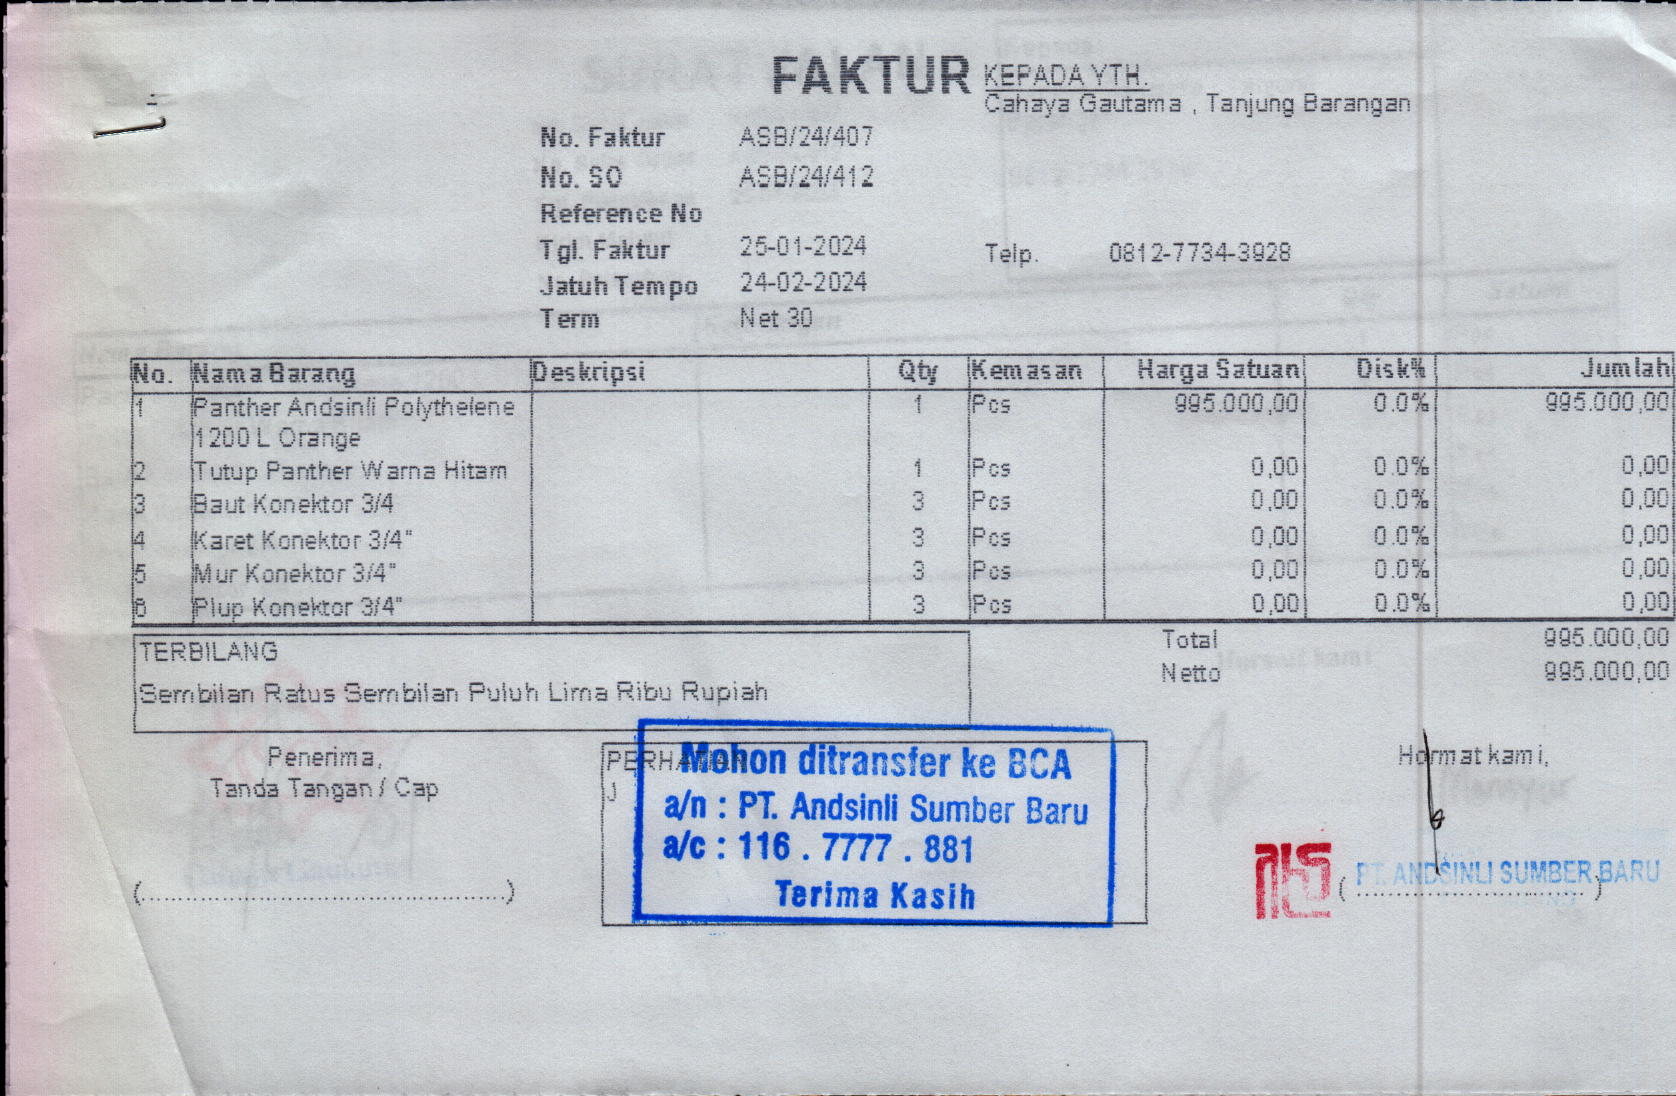 FAKTUR
KEPADA YTH.
Cahaya Gautama , Tanjung Barangan
No. Faktur ASB/24/407
No. SO ASB/24/412
Reference No
Tgl. Faktur 25-01-2024
Telp. 0812-7734-3928
Jatuh Tempo 24-02-2024
Term Net 30
No. Nama Barang Deskripsi Qty Kemasan Harga Satuan Disk% Jumlah
1 Panther Andsinli Polythelene 1 Pcs 995.000,00 0.0% 995.000,00
1200 L Orange
2 Tutup Panther Warna Hitam 1 Pcs 0,00 0.0% 0,00
3 Baut Konektor 3/4 3 Pcs 0,00 0.0% 0,00
4 Karet Konektor 3/4" 3 Pcs 0,00 0.0% 0,00
5 Mur Konektor 3/4" 3 Pcs 0,00 0.0% 0,00
6 Plup Konektor 3/4" 3 Pcs 0,00 0.0% 0,00
Total 995.000,00
Netto 995.000,00
TERBILANG
Sembilan Ratus Sembilan Puluh Lima Ribu Rupiah
Penerima,
Tanda Tangan / Cap
(..............................................)
PERHATIAN
Mohon ditransfer ke BCA
a/n : PT. Andsinli Sumber Baru
a/c : 116 . 7777 . 881
Terima Kasih
Hormat kami,
PT. ANDSINLI SUMBER BARU